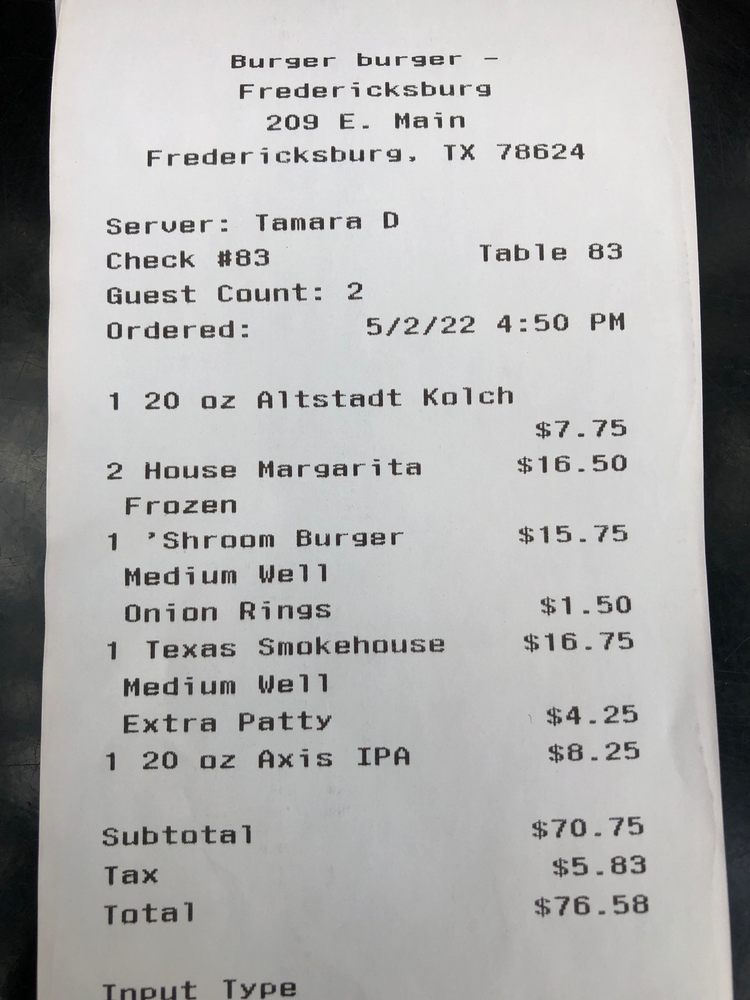 Burger burger -
Fredericksburg
209 E. Main
Fredericksburg, TX 78624
Server: Tamara D
Check #83 Table 83
Guest Count: 2
Ordered: 5/2/22 4:50 PM
1 20 oz Altstadt Kolch
$7.75
2 House Margarita $16.50
Frozen
1 'Shroom Burger $15.75
Medium Well
Onion Rings $1.50
1 Texas Smokehouse $16.75
Medium Well
Extra Patty $4.25
1 20 oz Axis IPA $8.25
Subtotal $70.75
Tax $5.83
Total $76.58
Input Type